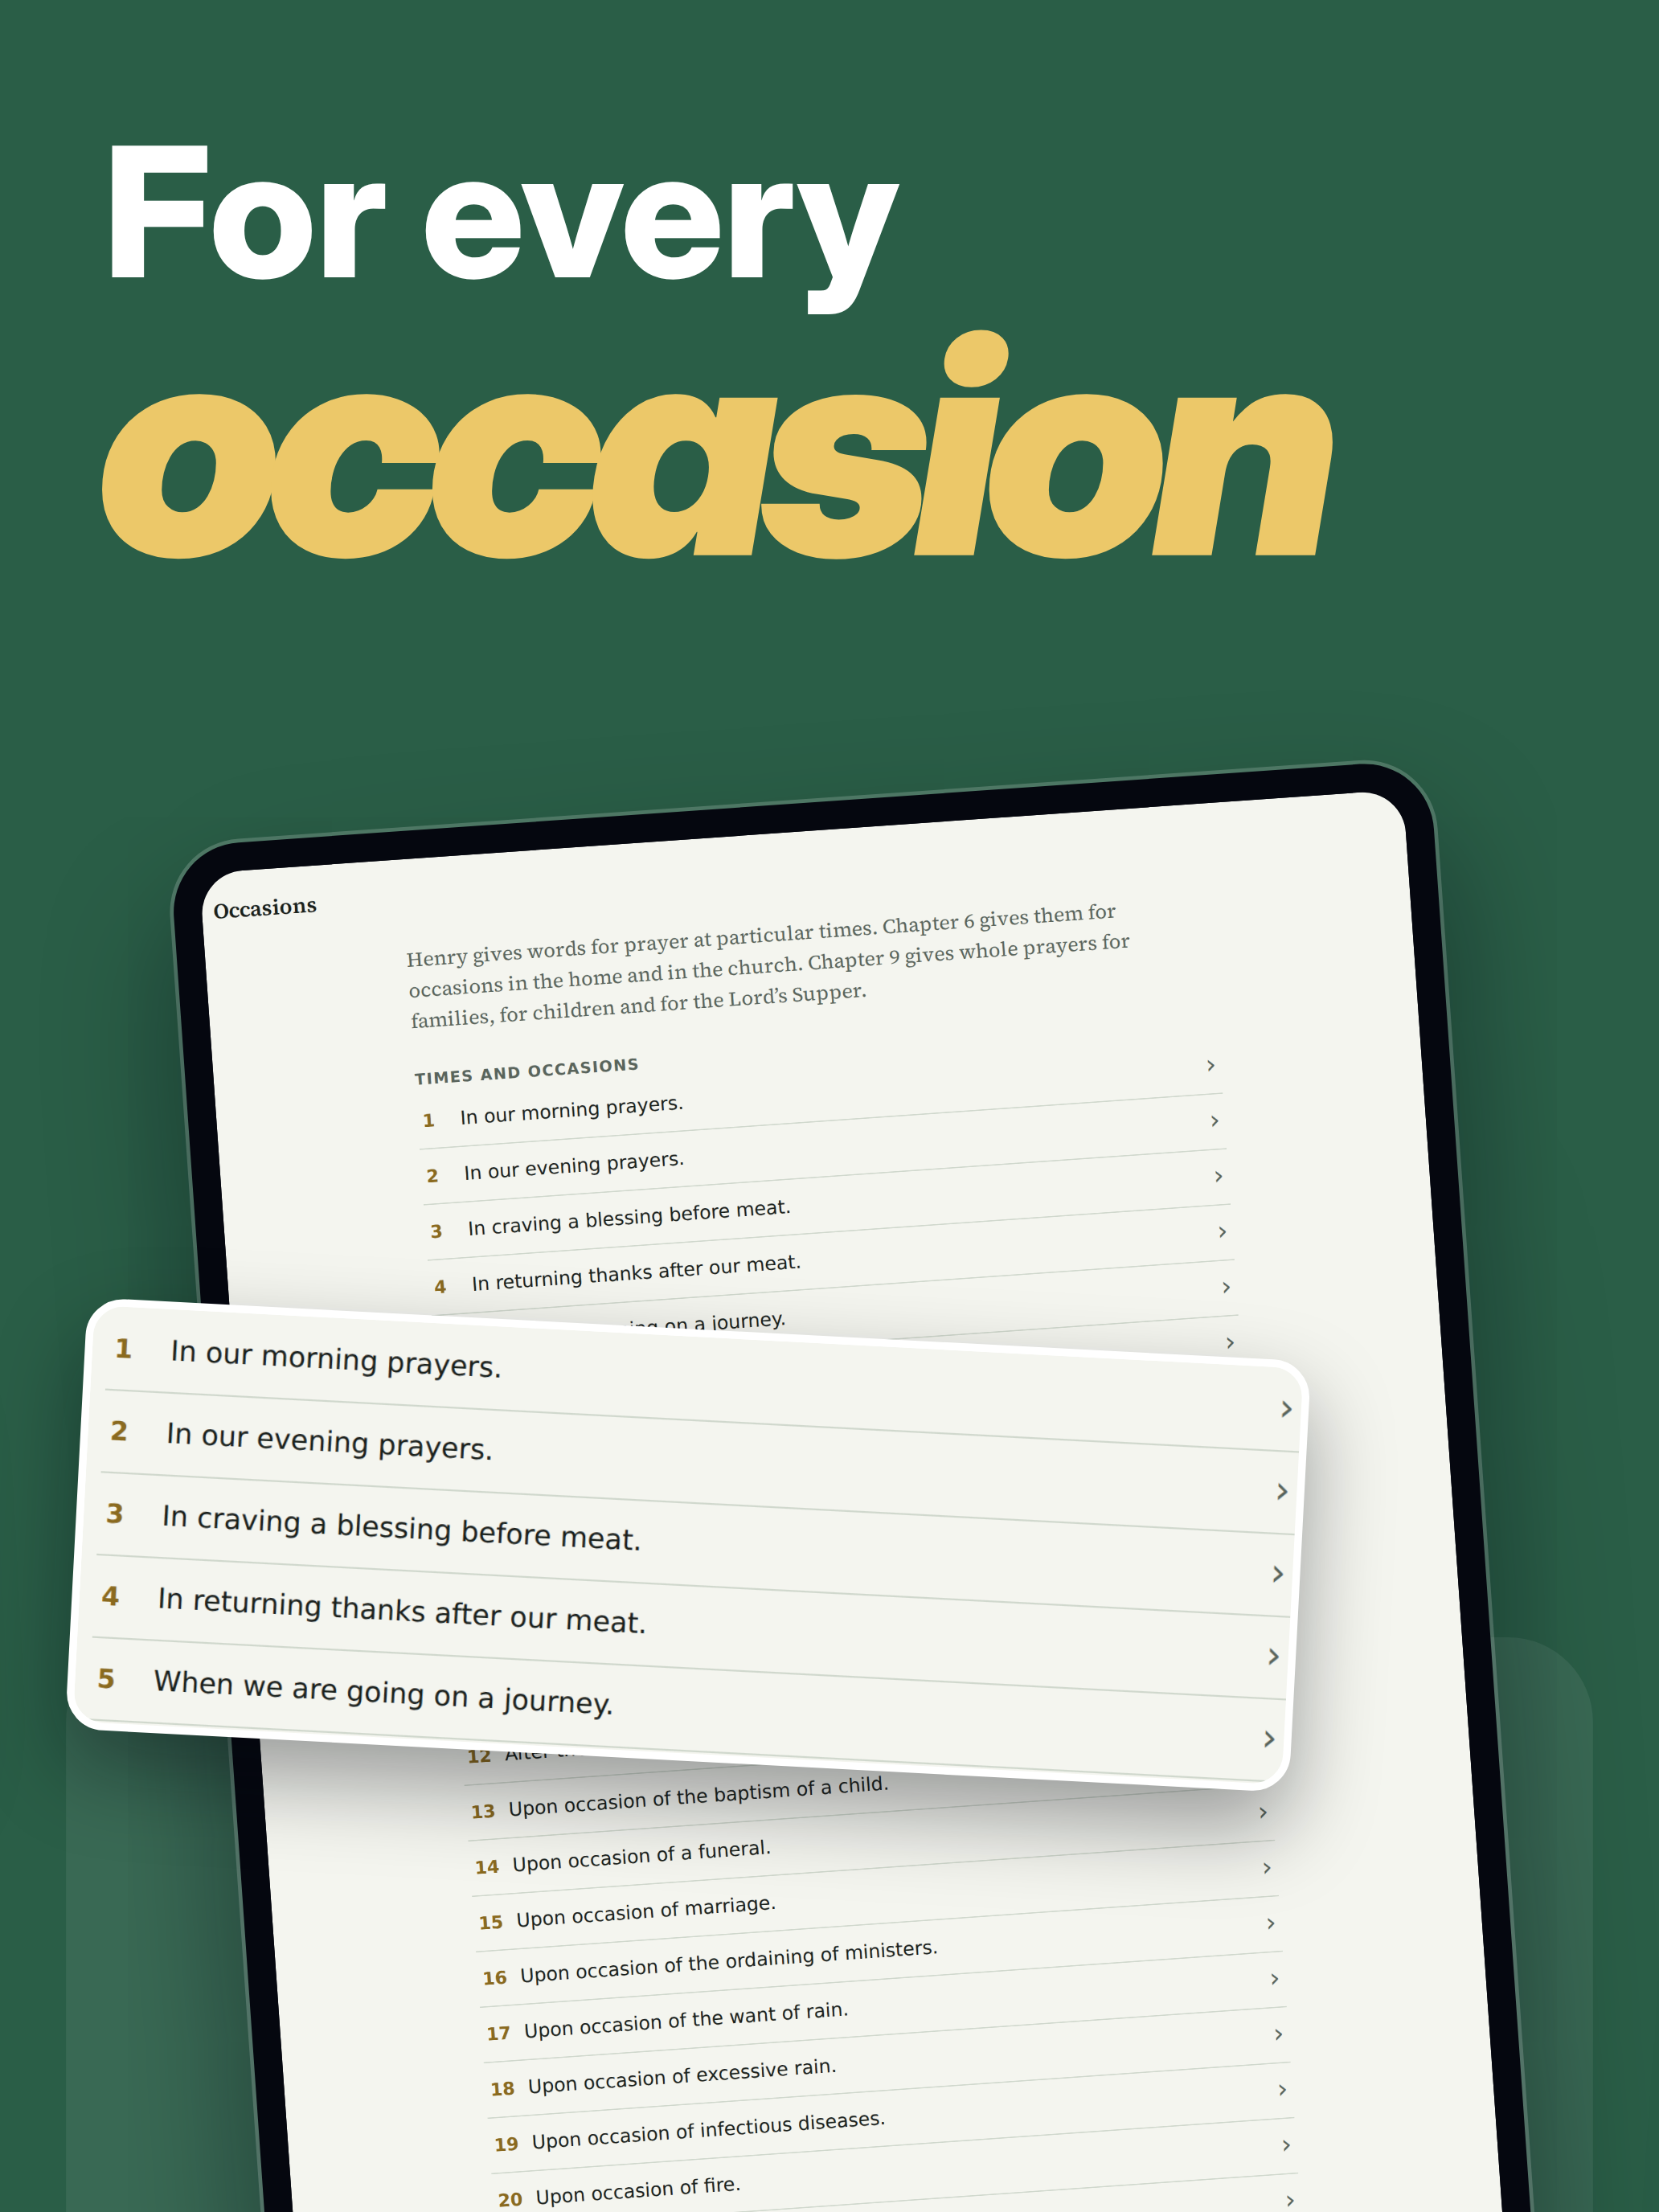 For every
occasion
Occasions
Henry gives words for prayer at particular times. Chapter 6 gives them for
occasions in the home and in the church. Chapter 9 gives whole prayers for
families, for children and for the Lord’s Supper.
TIMES AND OCCASIONS
1 In our morning prayers.
2 In our evening prayers.
3 In craving a blessing before meat.
4 In returning thanks after our meat.
on a journey.
1 In our morning prayers.
2 In our evening prayers.
3 In craving a blessing before meat.
4 In returning thanks after our meat.
5 When we are going on a journey.
12 After
13 Upon occasion of the baptism of a child.
14 Upon occasion of a funeral.
15 Upon occasion of marriage.
16 Upon occasion of the ordaining of ministers.
17 Upon occasion of the want of rain.
18 Upon occasion of excessive rain.
19 Upon occasion of infectious diseases.
20 Upon occasion of fire.